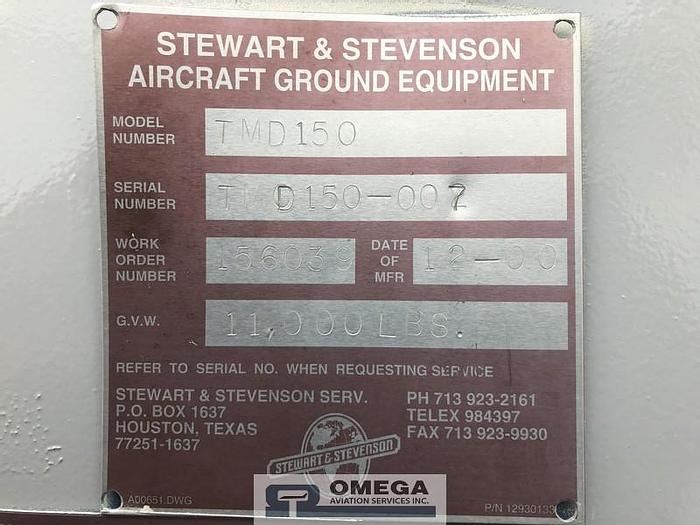 STEWART & STEVENSON
AIRCRAFT GROUND EQUIPMENT
MODEL NUMBER TMD150
SERIAL NUMBER D150-007
WORK ORDER NUMBER 156039 DATE OF MFR 12-00
G.V.W. 11,000LBS.
REFER TO SERIAL NO. WHEN REQUESTING SERVICE
STEWART & STEVENSON SERV. PH 713 923-2161
P.O. BOX 1637 TELEX 984397
HOUSTON, TEXAS FAX 713 923-9930
77251-1637
STEWART & STEVENSON
OMEGA
AVIATION SERVICES INC.
A00651.DWG P/N 12930133